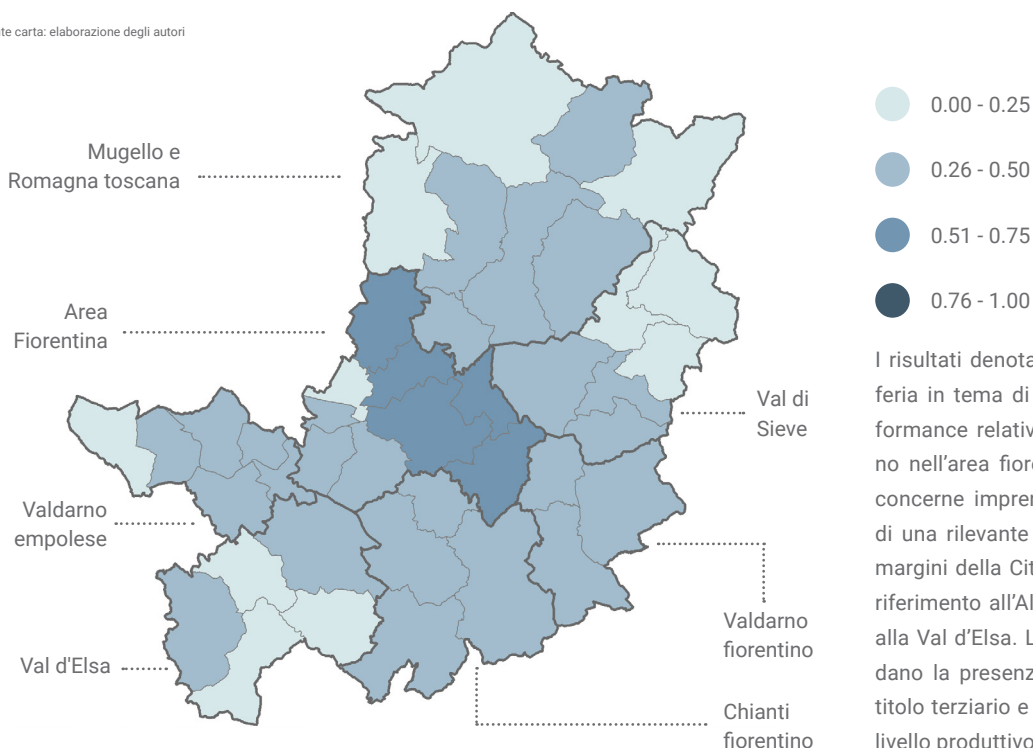 carta: elaborazione degli autori
Mugello e
Romagna toscana
Area
Fiorentina
Valdarno
empolese
Val d'Elsa
Val di
Sieve
Valdarno
fiorentino
Chianti
fiorentino
0.00 - 0.25
0.26 - 0.50
0.51 - 0.75
0.76 - 1.00
I risultati denota
feria in tema di
formance relativ
no nell'area fiore
concerne impren
di una rilevante
margini della Cit
riferimento all'Al
alla Val d'Elsa. L
dano la presenz
titolo terziario e
livello produttivo